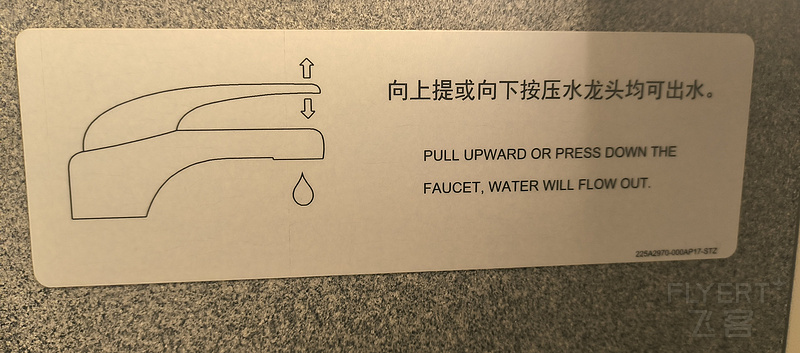 向上提或向下按压水龙头均可出水。
PULL UPWARD OR PRESS DOWN THE
FAUCET, WATER WILL FLOW OUT.
225A2970-000AP17-STZ
FLYERT
飞客